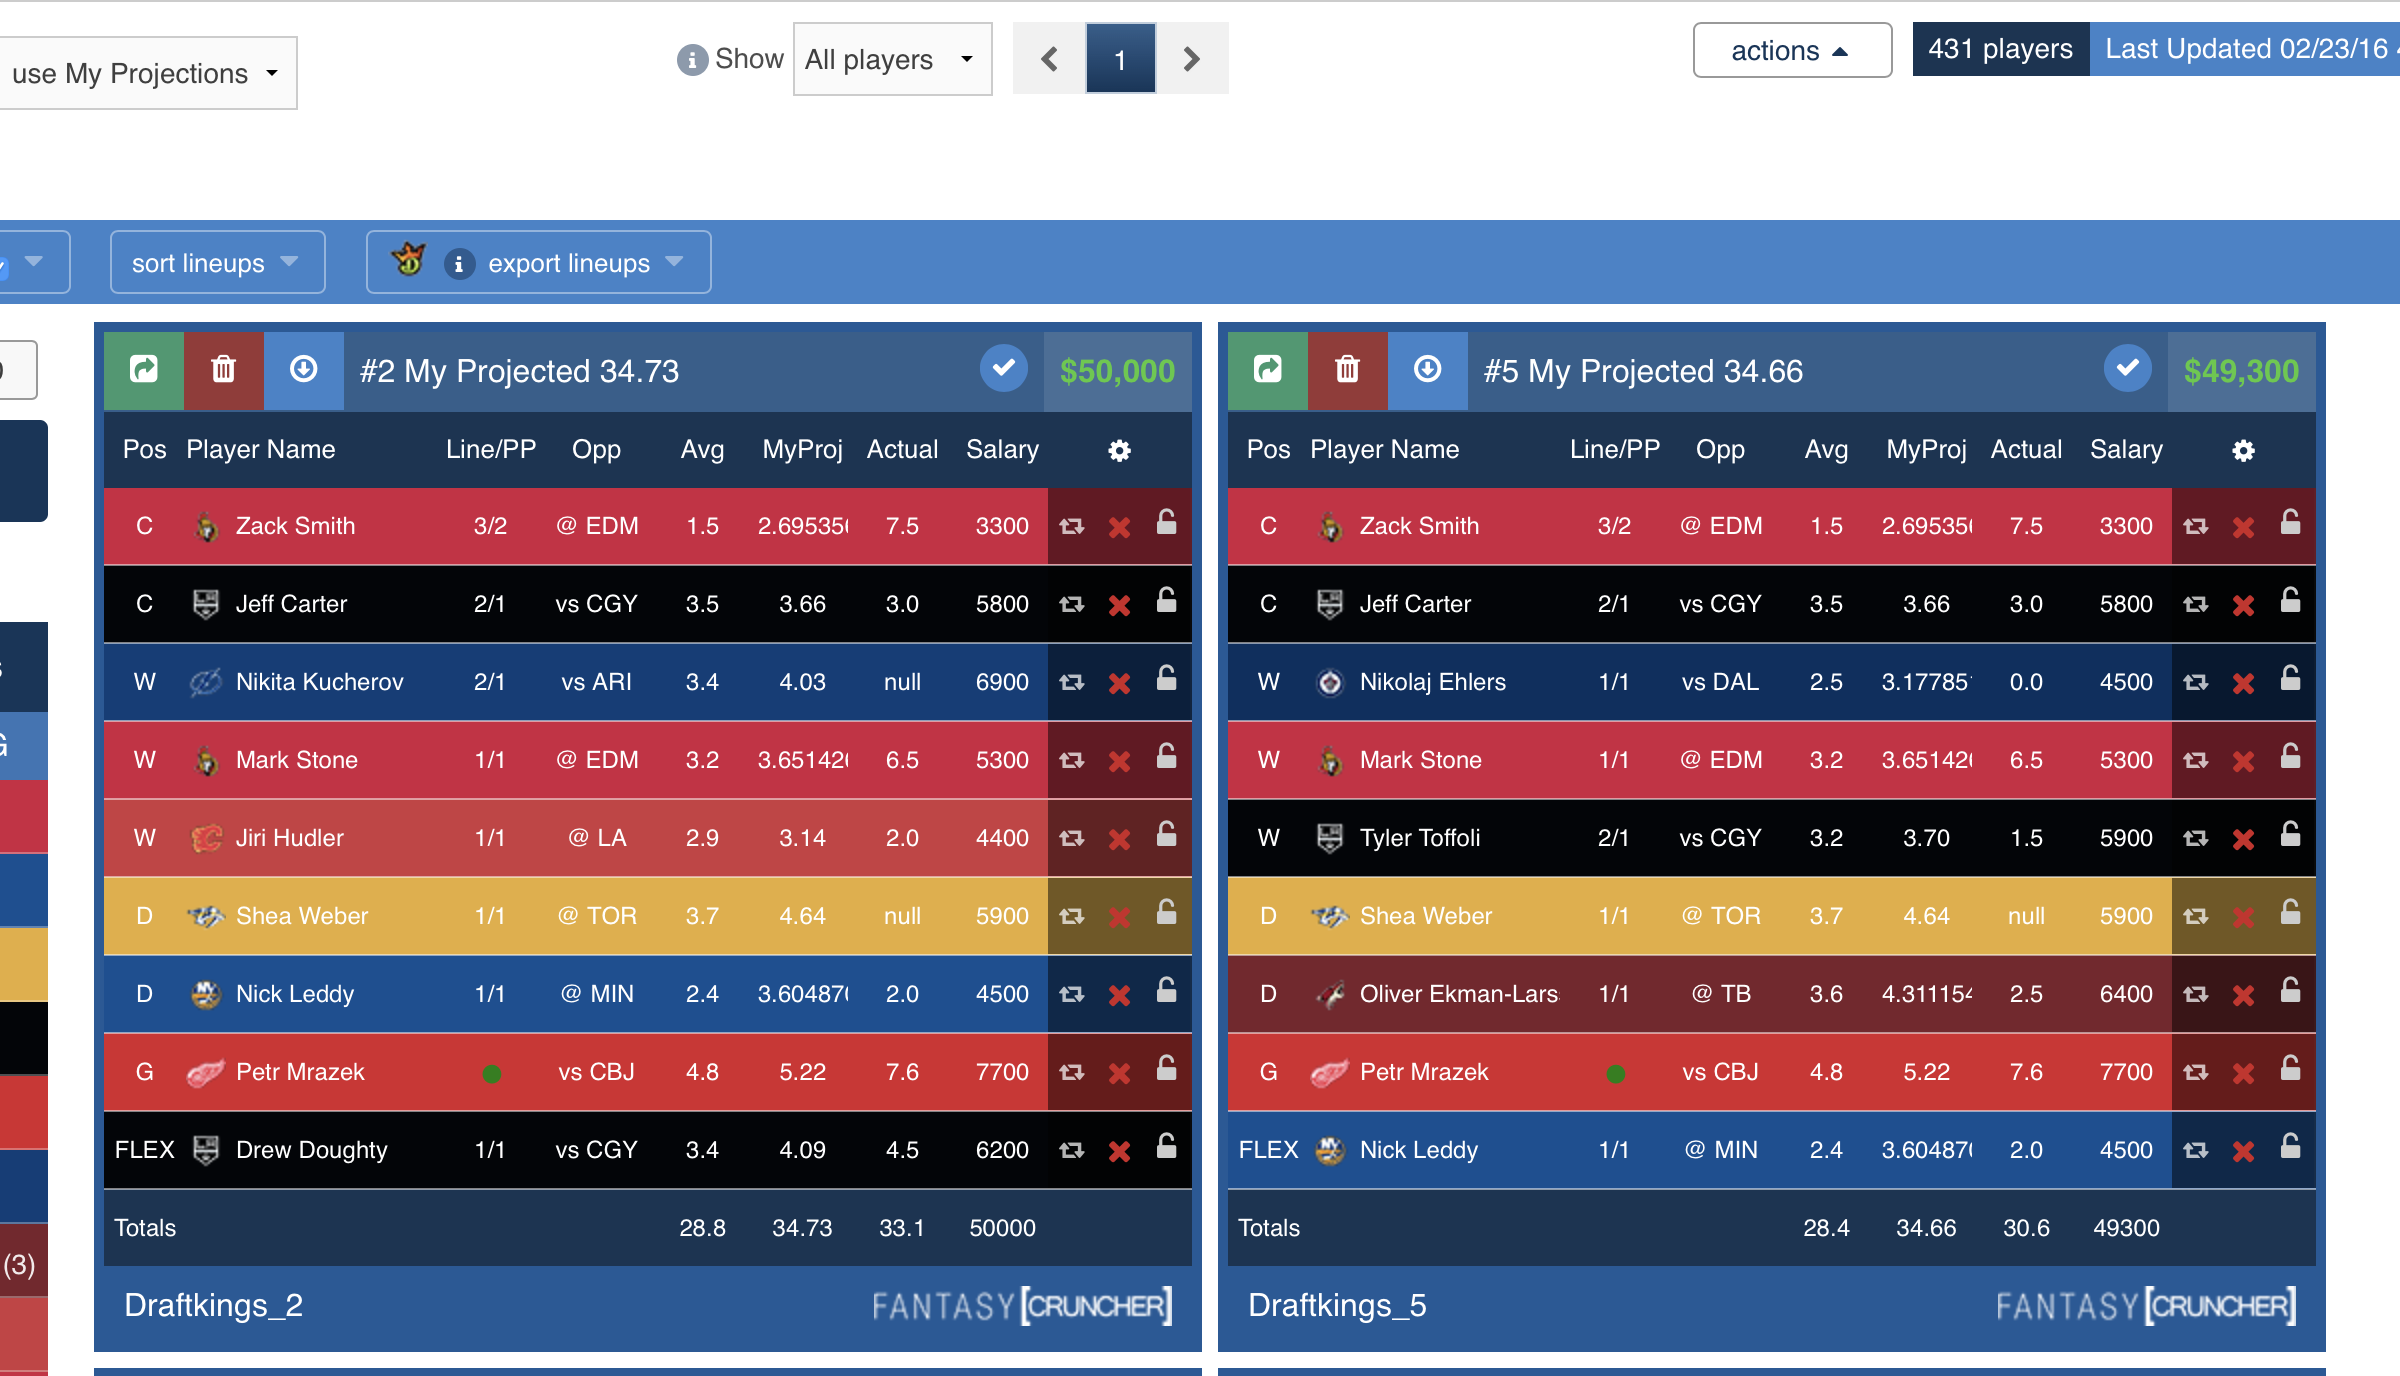 use My Projections
Show All players 1
actions 431 players Last Updated 02/23/16
sort lineups export lineups
#2 My Projected 34.73 $50,000
Pos Player Name Line/PP Opp Avg MyProj Actual Salary
C Zack Smith 3/2 @ EDM 1.5 2.695356 7.5 3300
C Jeff Carter 2/1 vs CGY 3.5 3.66 3.0 5800
W Nikita Kucherov 2/1 vs ARI 3.4 4.03 null 6900
W Mark Stone 1/1 @ EDM 3.2 3.65142 6.5 5300
W Jiri Hudler 1/1 @ LA 2.9 3.14 2.0 4400
D Shea Weber 1/1 @ TOR 3.7 4.64 null 5900
D Nick Leddy 1/1 @ MIN 2.4 3.60487 2.0 4500
G Petr Mrazek vs CBJ 4.8 5.22 7.6 7700
FLEX Drew Doughty 1/1 vs CGY 3.4 4.09 4.5 6200
Totals 28.8 34.73 33.1 50000
Draftkings_2 FANTASY[CRUNCHER]
#5 My Projected 34.66 $49,300
Pos Player Name Line/PP Opp Avg MyProj Actual Salary
C Zack Smith 3/2 @ EDM 1.5 2.695356 7.5 3300
C Jeff Carter 2/1 vs CGY 3.5 3.66 3.0 5800
W Nikolaj Ehlers 1/1 vs DAL 2.5 3.17785 0.0 4500
W Mark Stone 1/1 @ EDM 3.2 3.65142 6.5 5300
W Tyler Toffoli 2/1 vs CGY 3.2 3.70 1.5 5900
D Shea Weber 1/1 @ TOR 3.7 4.64 null 5900
D Oliver Ekman-Lars 1/1 @ TB 3.6 4.311154 2.5 6400
G Petr Mrazek vs CBJ 4.8 5.22 7.6 7700
FLEX Nick Leddy 1/1 @ MIN 2.4 3.60487 2.0 4500
Totals 28.4 34.66 30.6 49300
Draftkings_5 FANTASY[CRUNCHER]
(3)